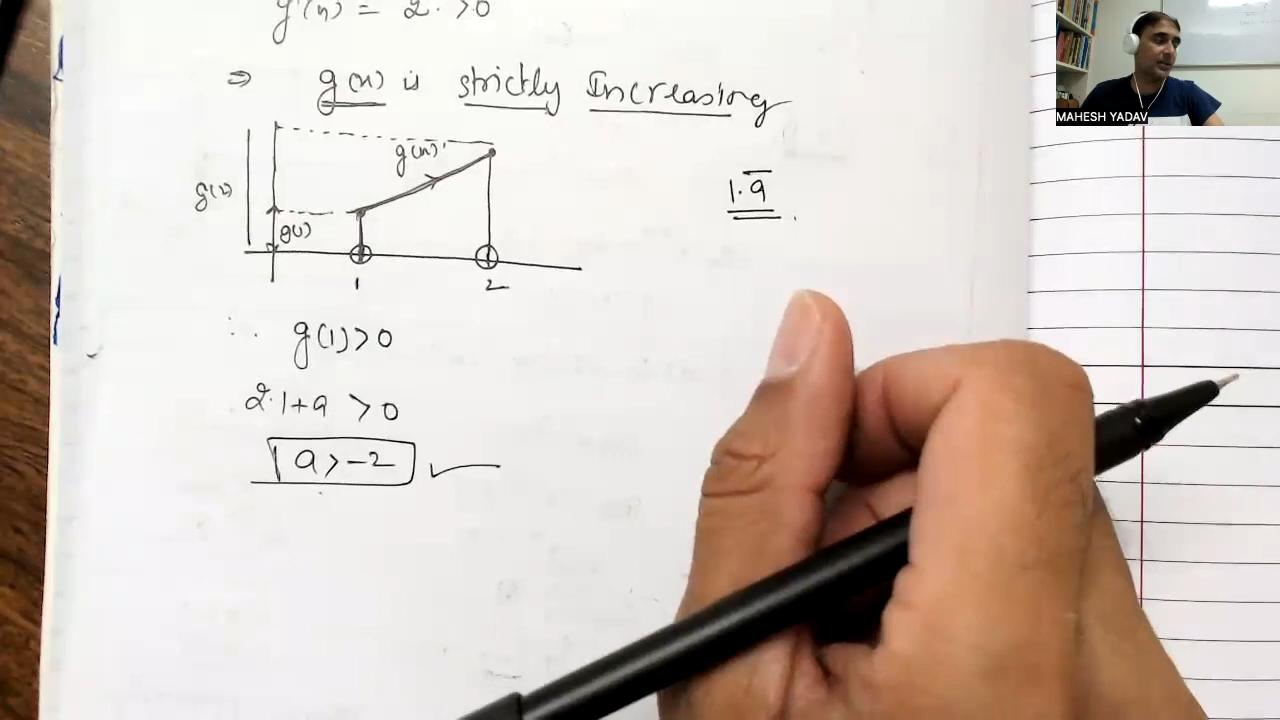 g'(x) = 2 > 0
⇒ g(x) is strictly Increasing
g(x)
g(1)
1 2
1.9̅
∴ g(1) > 0
2·1+a > 0
a > -2
MAHESH YADAV